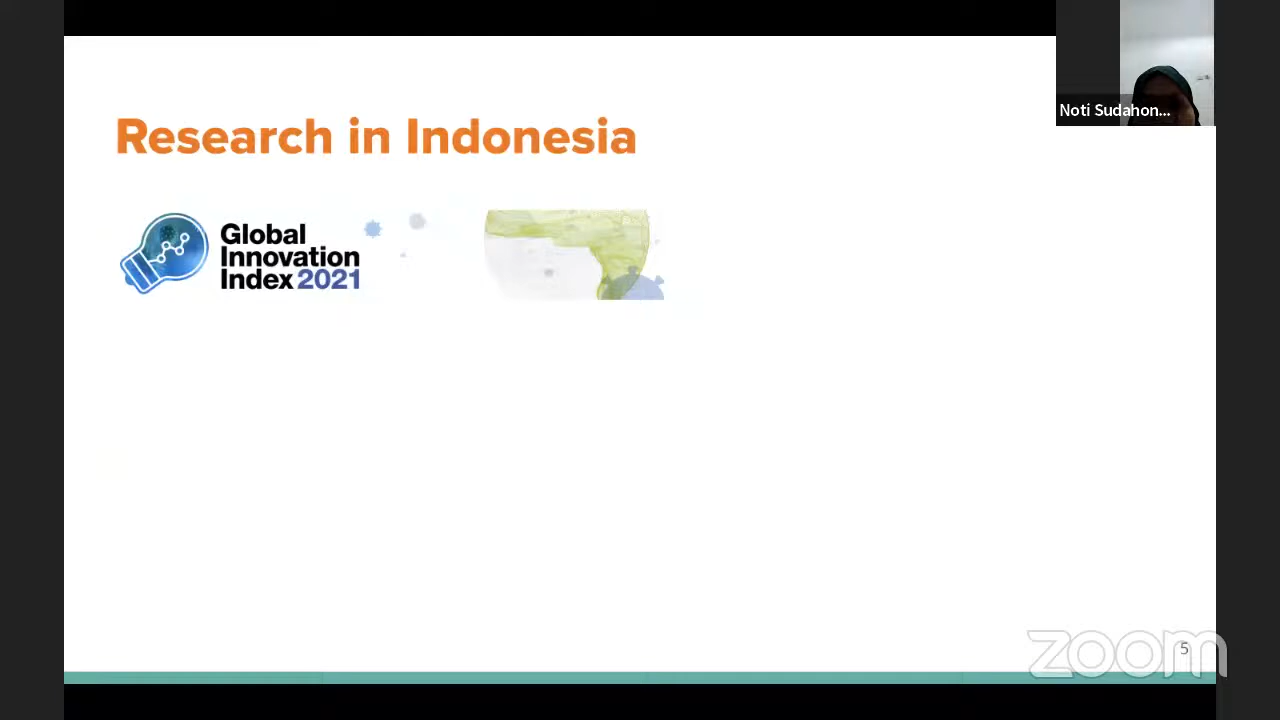 Noti Sudahon...
Research in Indonesia
Global
Innovation
Index 2021
5
zoom